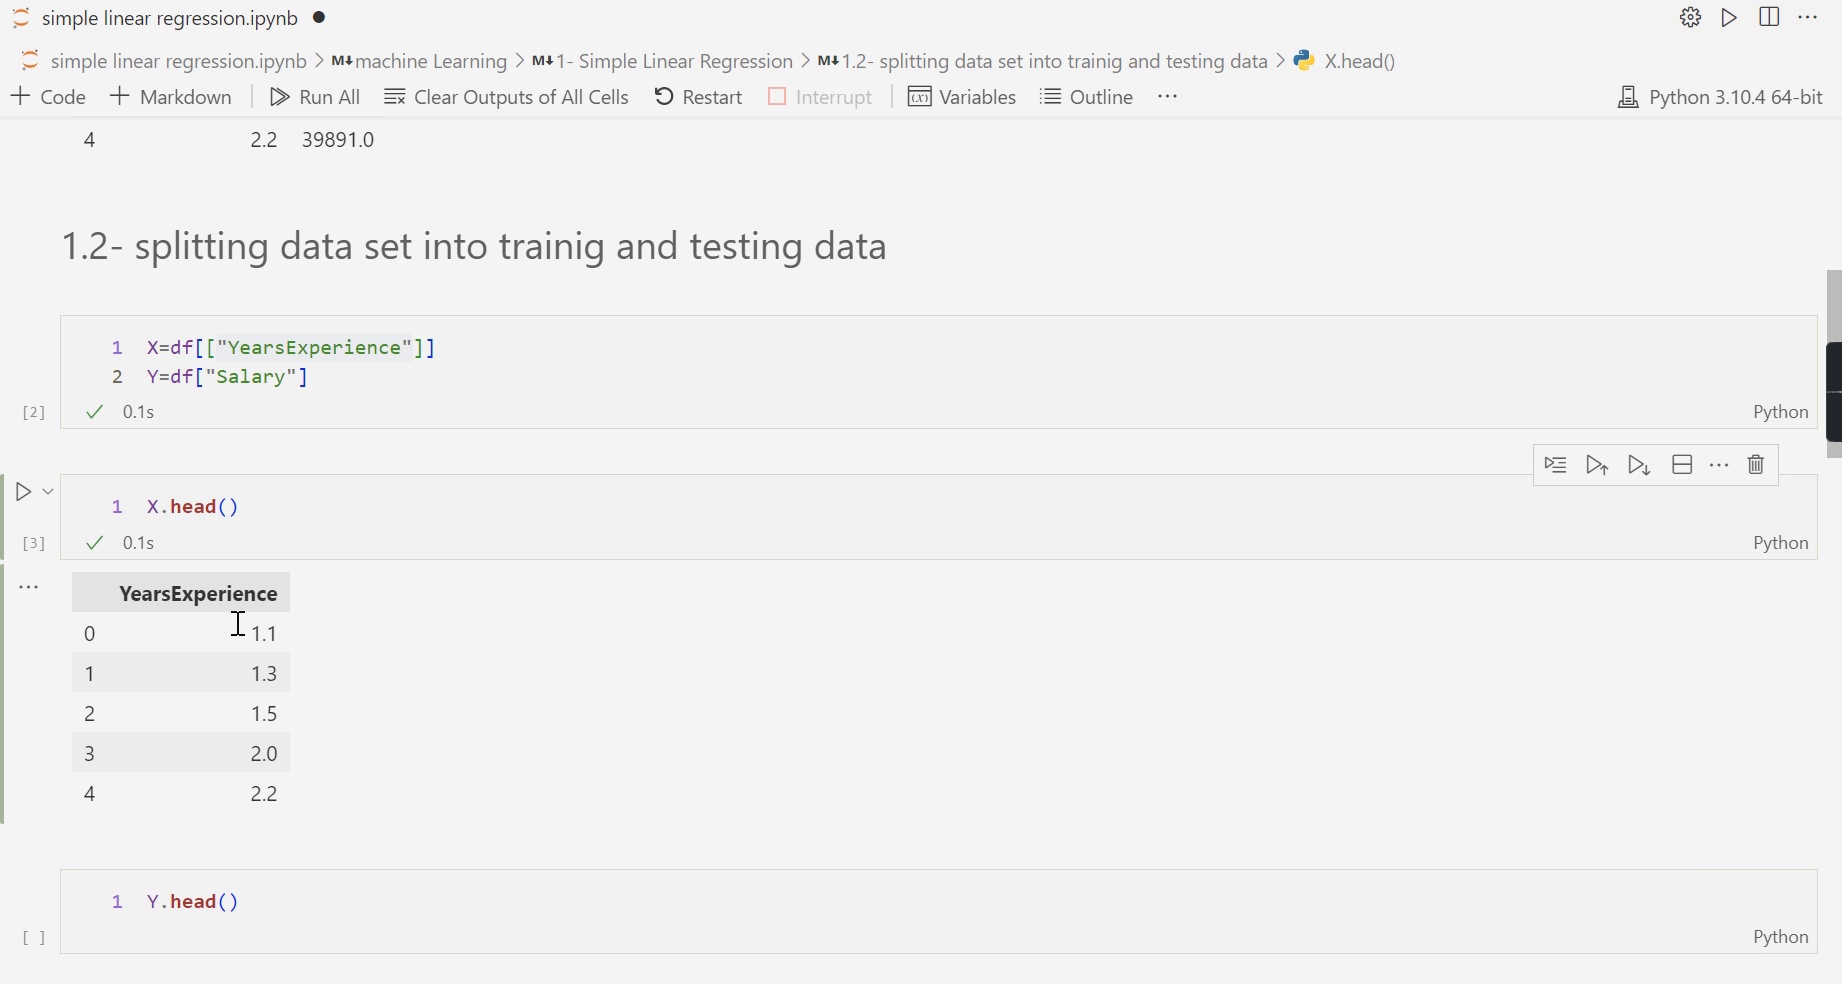 simple linear regression.ipynb
simple linear regression.ipynb > M↓ machine Learning > M↓ 1- Simple Linear Regression > M↓ 1.2- splitting data set into trainig and testing data > X.head()
+ Code + Markdown Run All Clear Outputs of All Cells Restart Interrupt Variables Outline ... Python 3.10.4 64-bit
4 2.2 39891.0
1.2- splitting data set into trainig and testing data
1 X=df[["YearsExperience"]]
2 Y=df["Salary"]
[2] ✓ 0.1s Python
1 X.head()
[3] ✓ 0.1s Python
YearsExperience
0 1.1
1 1.3
2 1.5
3 2.0
4 2.2
1 Y.head()
[ ] Python